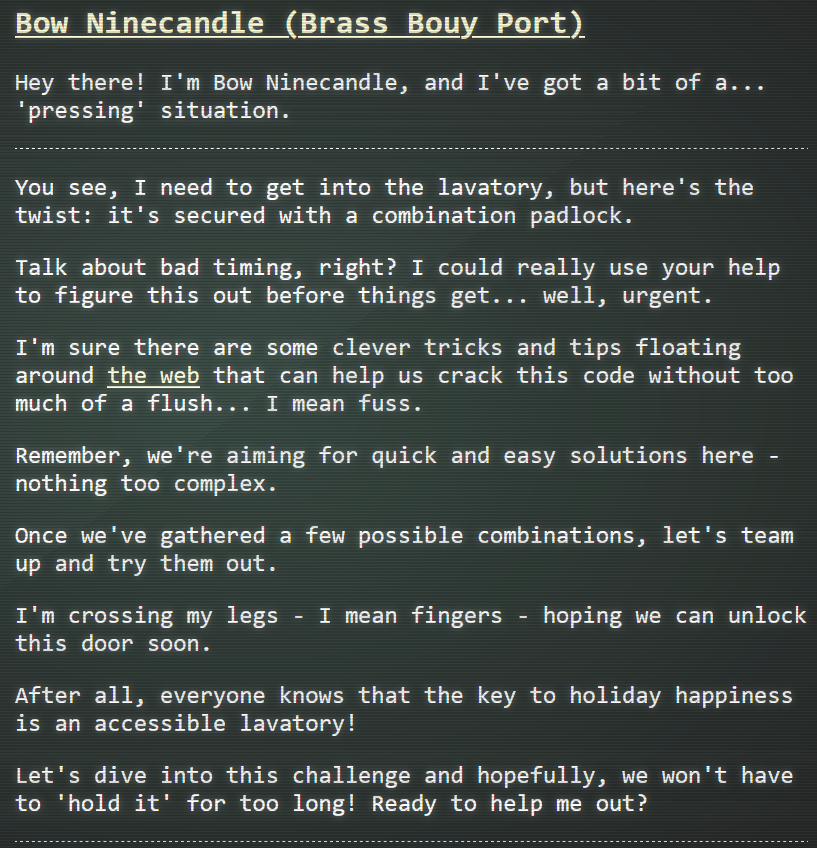 Bow Ninecandle (Brass Bouy Port)
Hey there! I'm Bow Ninecandle, and I've got a bit of a...
'pressing' situation.
You see, I need to get into the lavatory, but here's the
twist: it's secured with a combination padlock.
Talk about bad timing, right? I could really use your help
to figure this out before things get... well, urgent.
I'm sure there are some clever tricks and tips floating
around the web that can help us crack this code without too
much of a flush... I mean fuss.
Remember, we're aiming for quick and easy solutions here -
nothing too complex.
Once we've gathered a few possible combinations, let's team
up and try them out.
I'm crossing my legs - I mean fingers - hoping we can unlock
this door soon.
After all, everyone knows that the key to holiday happiness
is an accessible lavatory!
Let's dive into this challenge and hopefully, we won't have
to 'hold it' for too long! Ready to help me out?